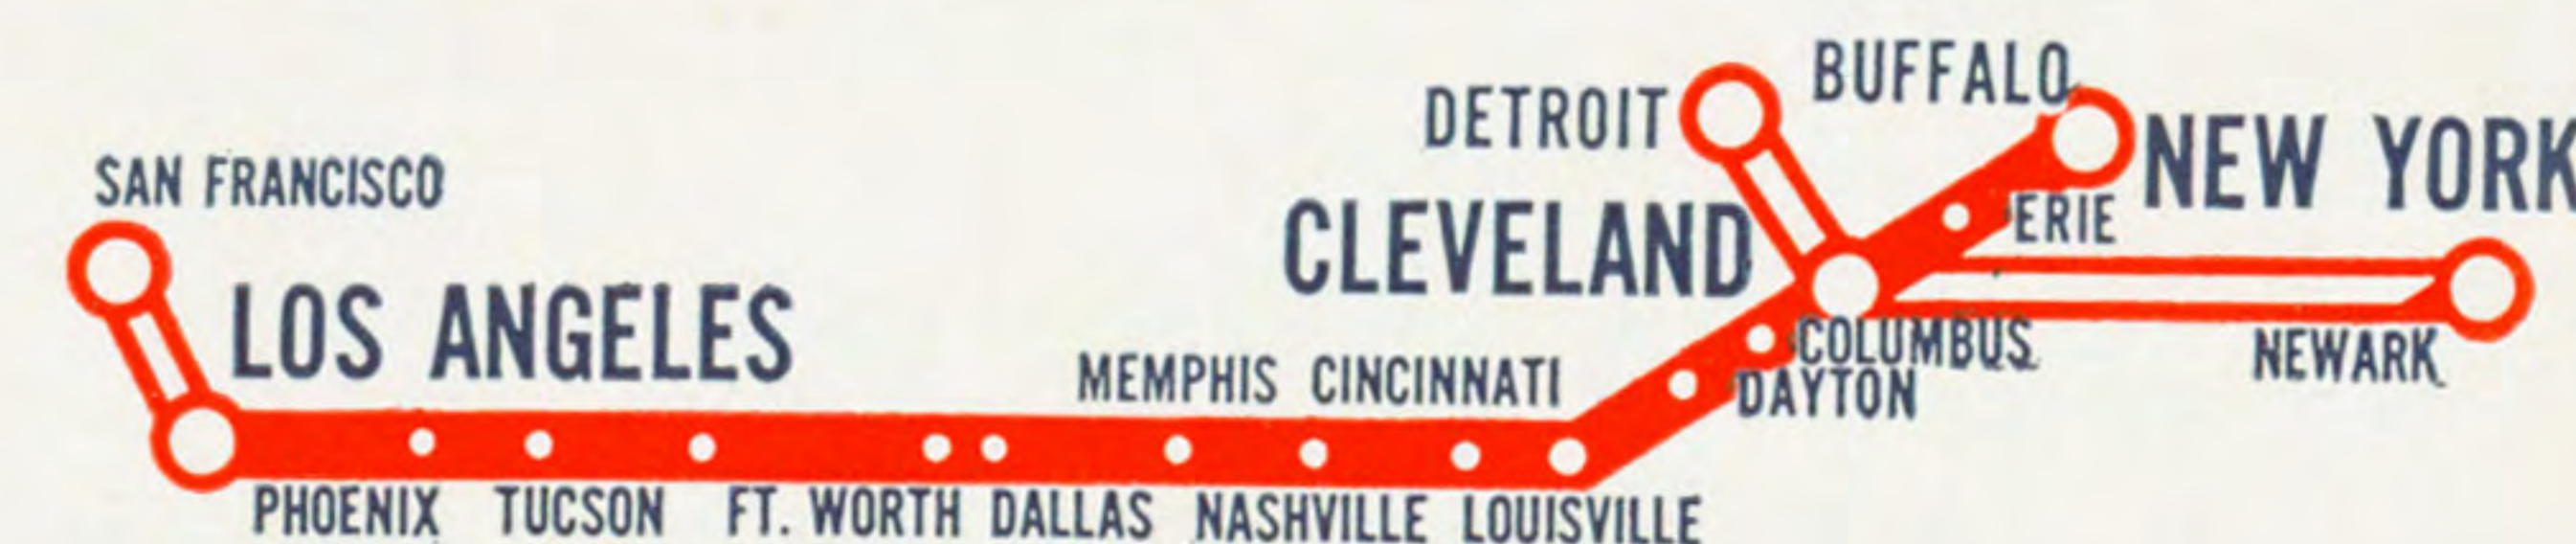 BUFFALO
DETROIT
NEW YORK
SAN FRANCISCO
CLEVELAND
ERIE
LOS ANGELES
COLUMBUS
NEWARK
MEMPHIS CINCINNATI
DAYTON
PHOENIX TUCSON FT. WORTH DALLAS NASHVILLE LOUISVILLE